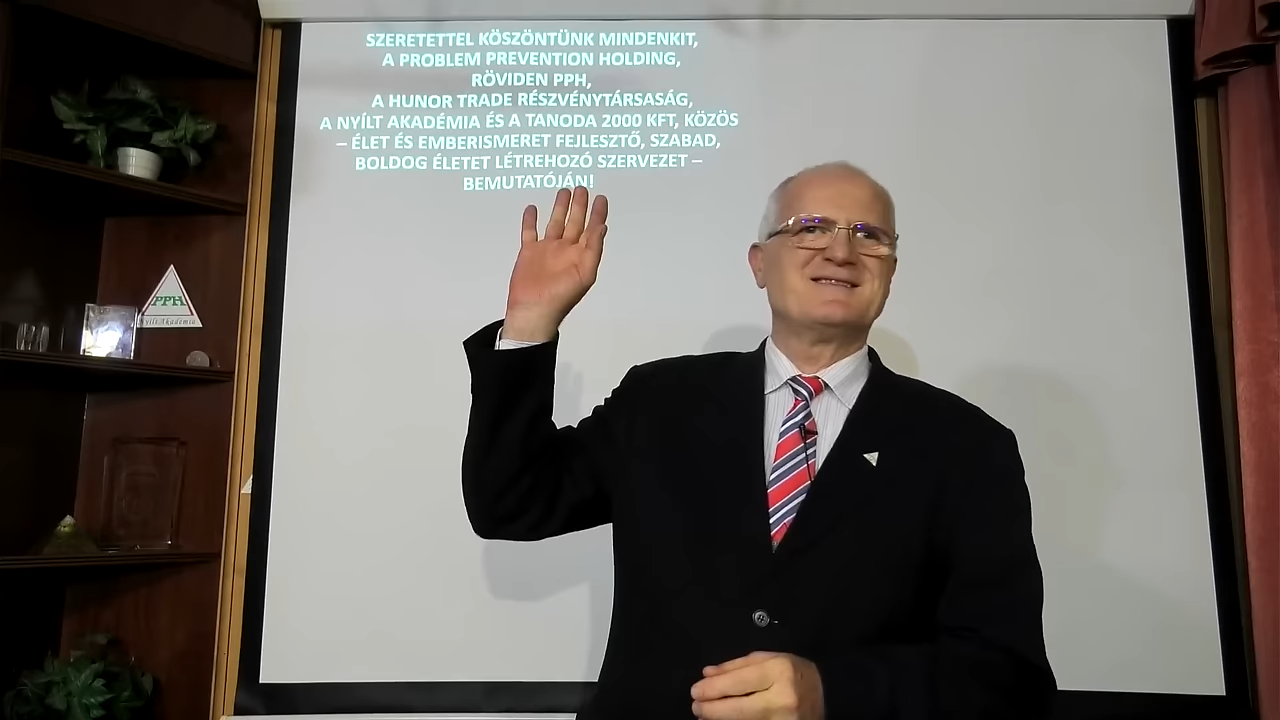 SZERETETTEL KÖSZÖNTÜNK MINDENKIT,
A PROBLEM PREVENTION HOLDING,
RÖVIDEN PPH,
A HUNOR TRADE RÉSZVÉNYTÁRSASÁG,
A NYÍLT AKADÉMIA ÉS A TANODA 2000 KFT, KÖZÖS
– ÉLET ÉS EMBERISMERET FEJLESZTŐ, SZABAD,
BOLDOG ÉLETET LÉTREHOZÓ SZERVEZET –
BEMUTATÓJÁN!
PPH
Nyílt Akadémia